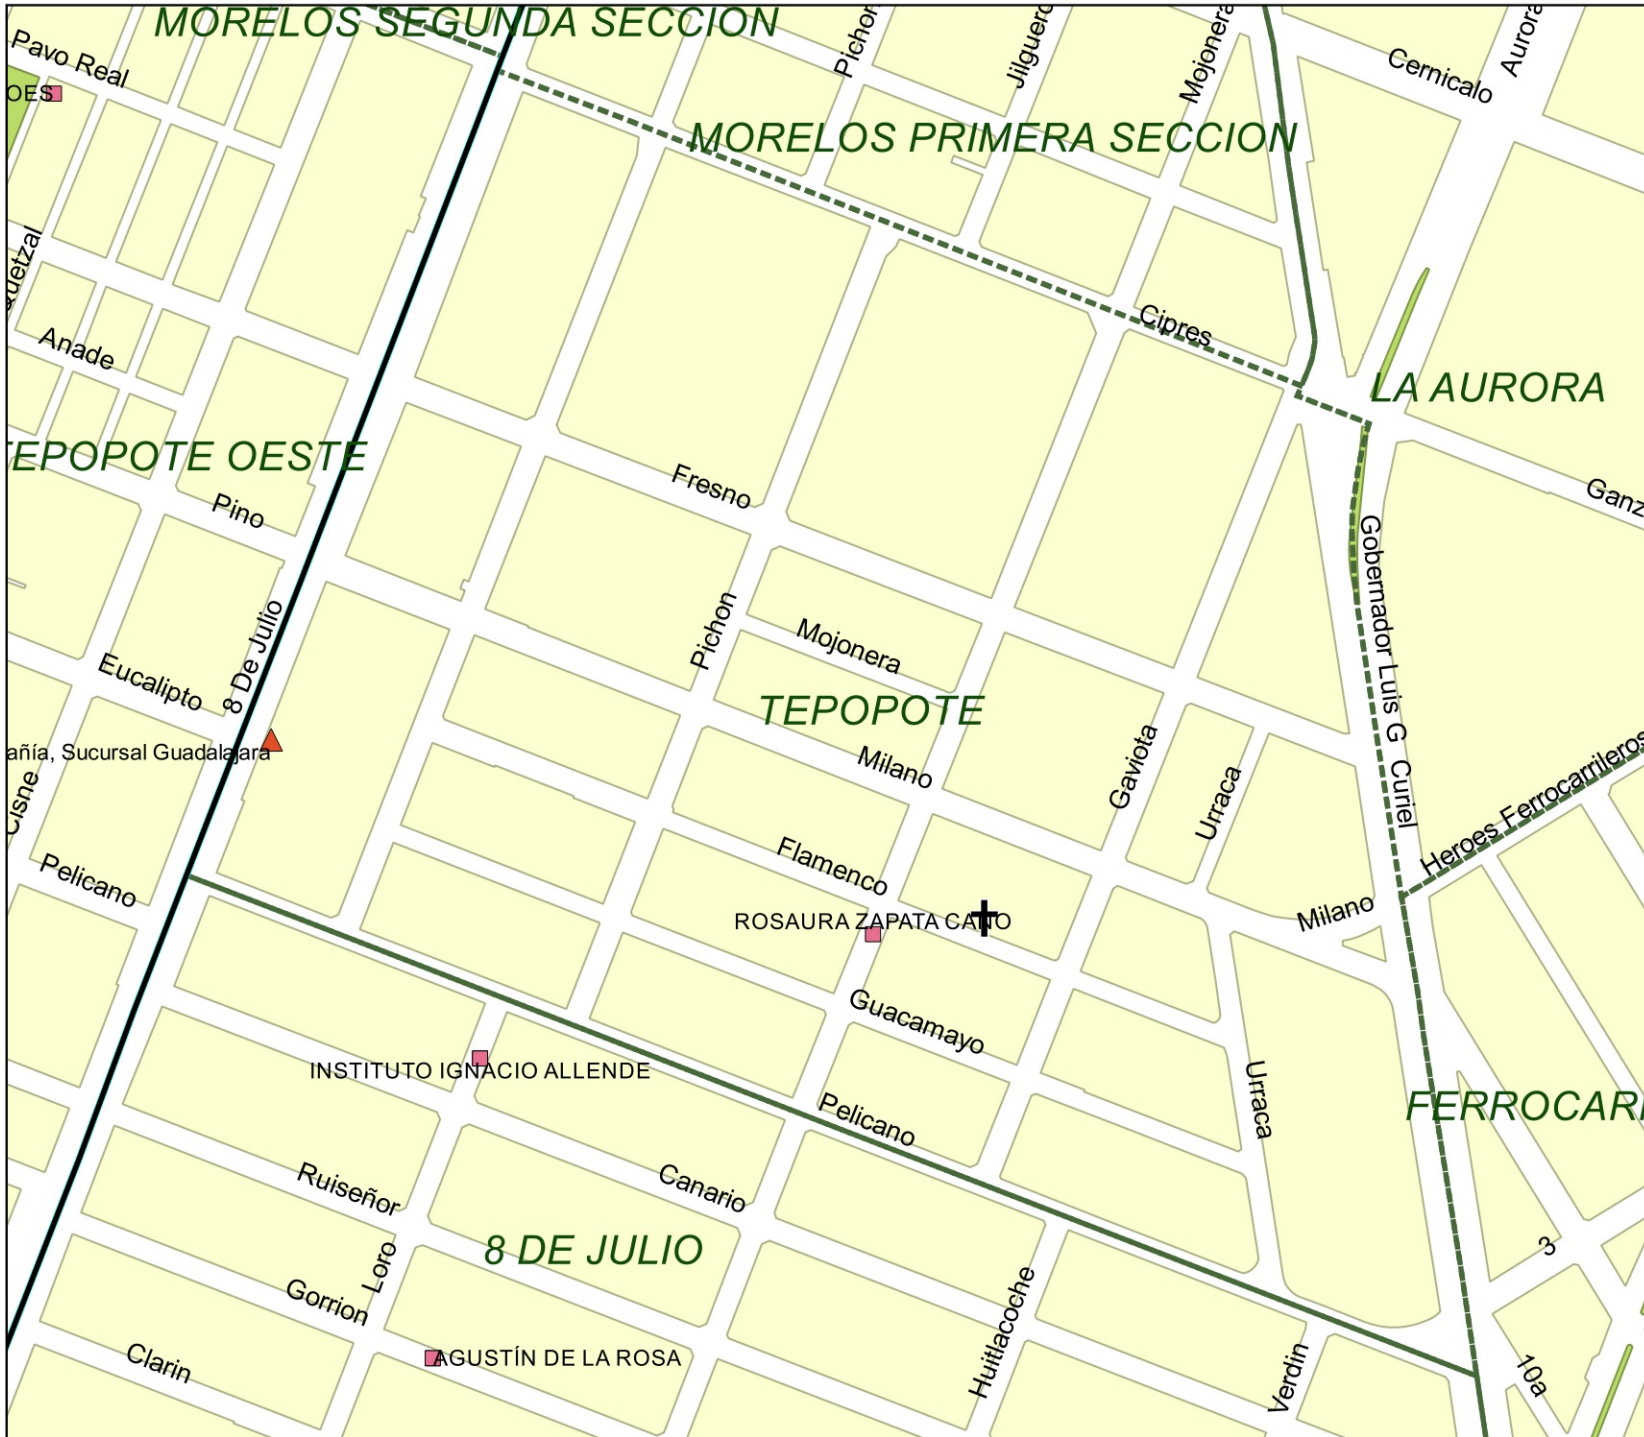 MORELOS SEGUNDA SECCION
Pavo Real
OES
Pichon
Jilguero
Mojonera
Cernicalo
Aurora
MORELOS PRIMERA SECCION
Quetzal
Anade
Cipres
LA AURORA
TEPOPOTE OESTE
Pino
Fresno
Ganz
Gobernador Luis G Curiel
8 De Julio
Pichon
Mojonera
Eucalipto
TEPOPOTE
añía, Sucursal Guadalajara
Cisne
Milano
Gaviota
Urraca
Heroes Ferrocarrileros
Pelicano
Flamenco
ROSAURA ZAPATA CANO
Milano
Guacamayo
INSTITUTO IGNACIO ALLENDE
Urraca
Pelicano
FERROCARR
Ruiseñor
Canario
8 DE JULIO
Loro
3
Gorrion
Huitlacoche
Clarin
AGUSTÍN DE LA ROSA
Verdin
10a